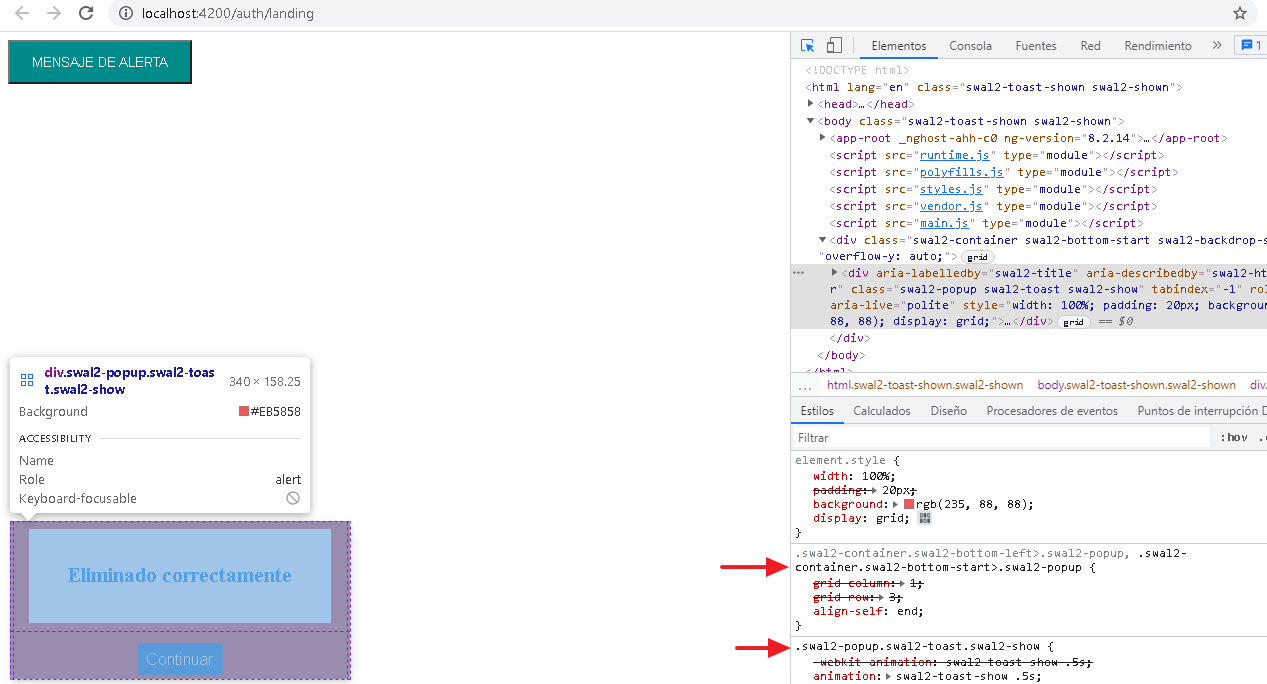 localhost:4200/auth/landing
MENSAJE DE ALERTA
Elementos Consola Fuentes Red Rendimiento » 1
<!DOCTYPE html>
<html lang="en" class="swal2-toast-shown swal2-shown">
<head>…</head>
<body class="swal2-toast-shown swal2-shown">
<app-root _nghost-ahh-c0 ng-version="8.2.14">…</app-root>
<script src="runtime.js" type="module"></script>
<script src="polyfills.js" type="module"></script>
<script src="styles.js" type="module"></script>
<script src="vendor.js" type="module"></script>
<script src="main.js" type="module"></script>
<div class="swal2-container swal2-bottom-start swal2-backdrop-s
"overflow-y: auto;"> grid
… <div aria-labelledby="swal2-title" aria-describedby="swal2-ht
r" class="swal2-popup swal2-toast swal2-show" tabindex="-1" rol
aria-live="polite" style="width: 100%; padding: 20px; backgroun
88, 88); display: grid;">…</div> grid == $0
</div>
</body>
</html>
... html.swal2-toast-shown.swal2-shown body.swal2-toast-shown.swal2-shown div.
Estilos Calculados Diseño Procesadores de eventos Puntos de interrupción D
Filtrar :hov
element.style {
width: 100%;
padding: 20px;
background: rgb(235, 88, 88);
display: grid;
}
.swal2-container.swal2-bottom-left>.swal2-popup, .swal2-
container.swal2-bottom-start>.swal2-popup {
grid-column: 1;
grid-row: 3;
align-self: end;
}
.swal2-popup.swal2-toast.swal2-show {
-webkit-animation: swal2-toast-show .5s;
animation: swal2-toast-show .5s;
div.swal2-popup.swal2-toas
t.swal2-show 340 × 158.25
Background #EB5858
ACCESSIBILITY
Name
Role alert
Keyboard-focusable
Eliminado correctamente
Continuar